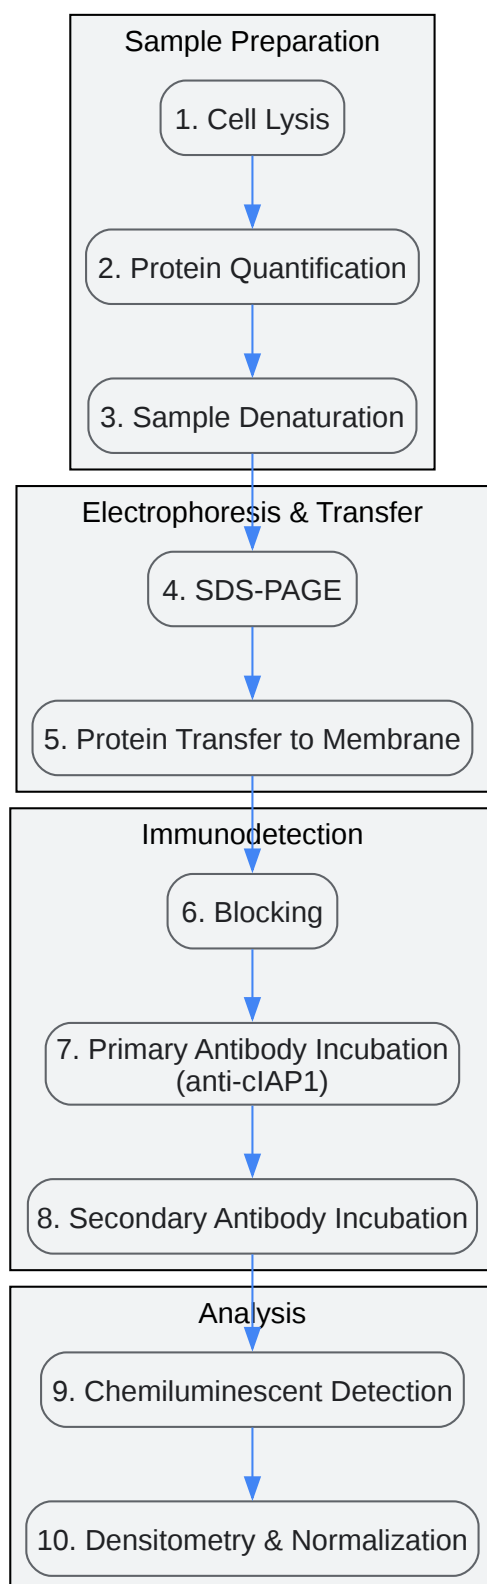 Sample Preparation
1. Cell Lysis
2. Protein Quantification
3. Sample Denaturation
Electrophoresis & Transfer
4. SDS-PAGE
5. Protein Transfer to Membrane
Immunodetection
6. Blocking
7. Primary Antibody Incubation
(anti-cIAP1)
8. Secondary Antibody Incubation
Analysis
9. Chemiluminescent Detection
10. Densitometry & Normalization